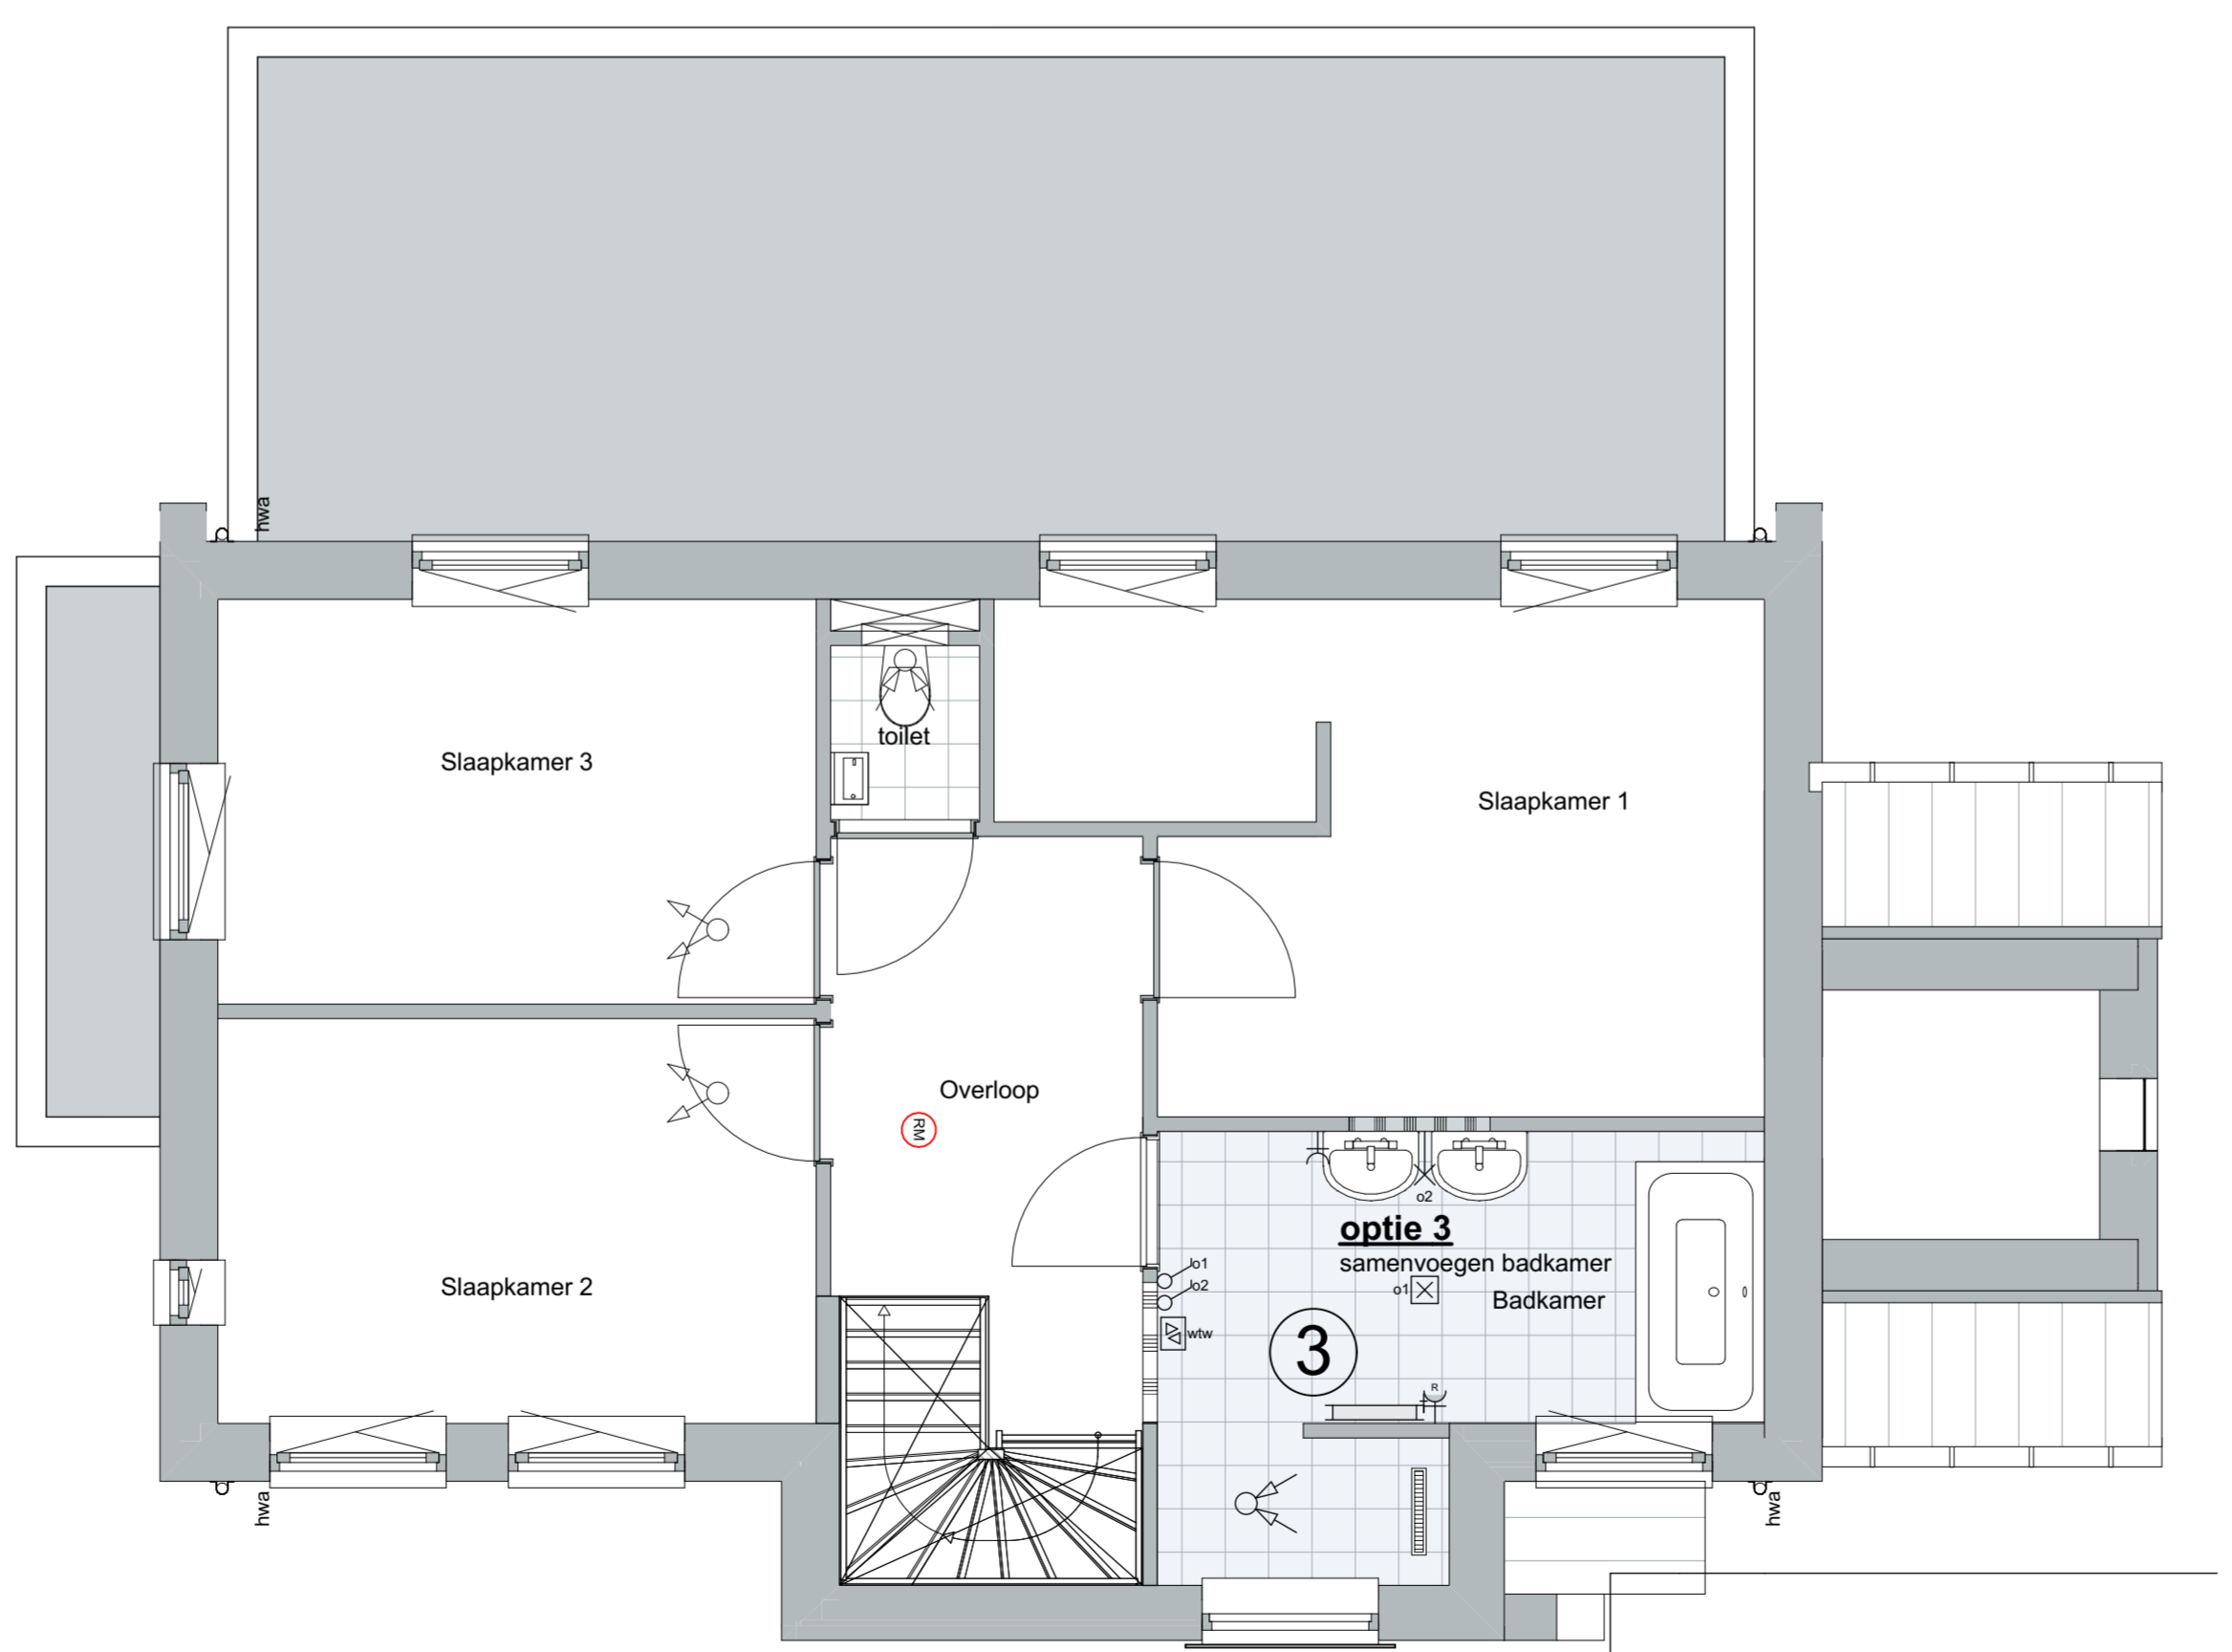 hwa
toilet
Slaapkamer 3
Slaapkamer 1
Overloop
RM
o2
optie 3
samenvoegen badkamer
o1
o2
o1
Badkamer
Slaapkamer 2
wtw
3
R
hwa
hwa